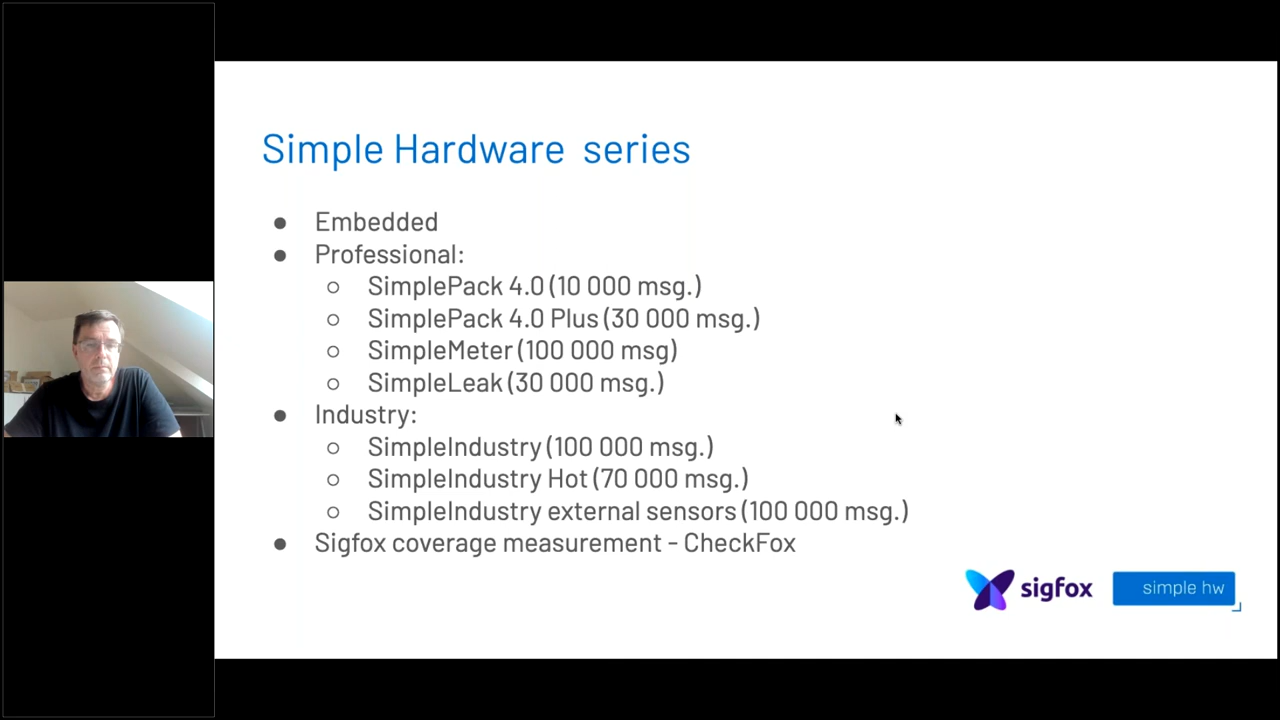 Simple Hardware series
● Embedded
● Professional:
○ SimplePack 4.0 (10 000 msg.)
○ SimplePack 4.0 Plus (30 000 msg.)
○ SimpleMeter (100 000 msg)
○ SimpleLeak (30 000 msg.)
● Industry:
○ SimpleIndustry (100 000 msg.)
○ SimpleIndustry Hot (70 000 msg.)
○ SimpleIndustry external sensors (100 000 msg.)
● Sigfox coverage measurement - CheckFox
sigfox
simple hw